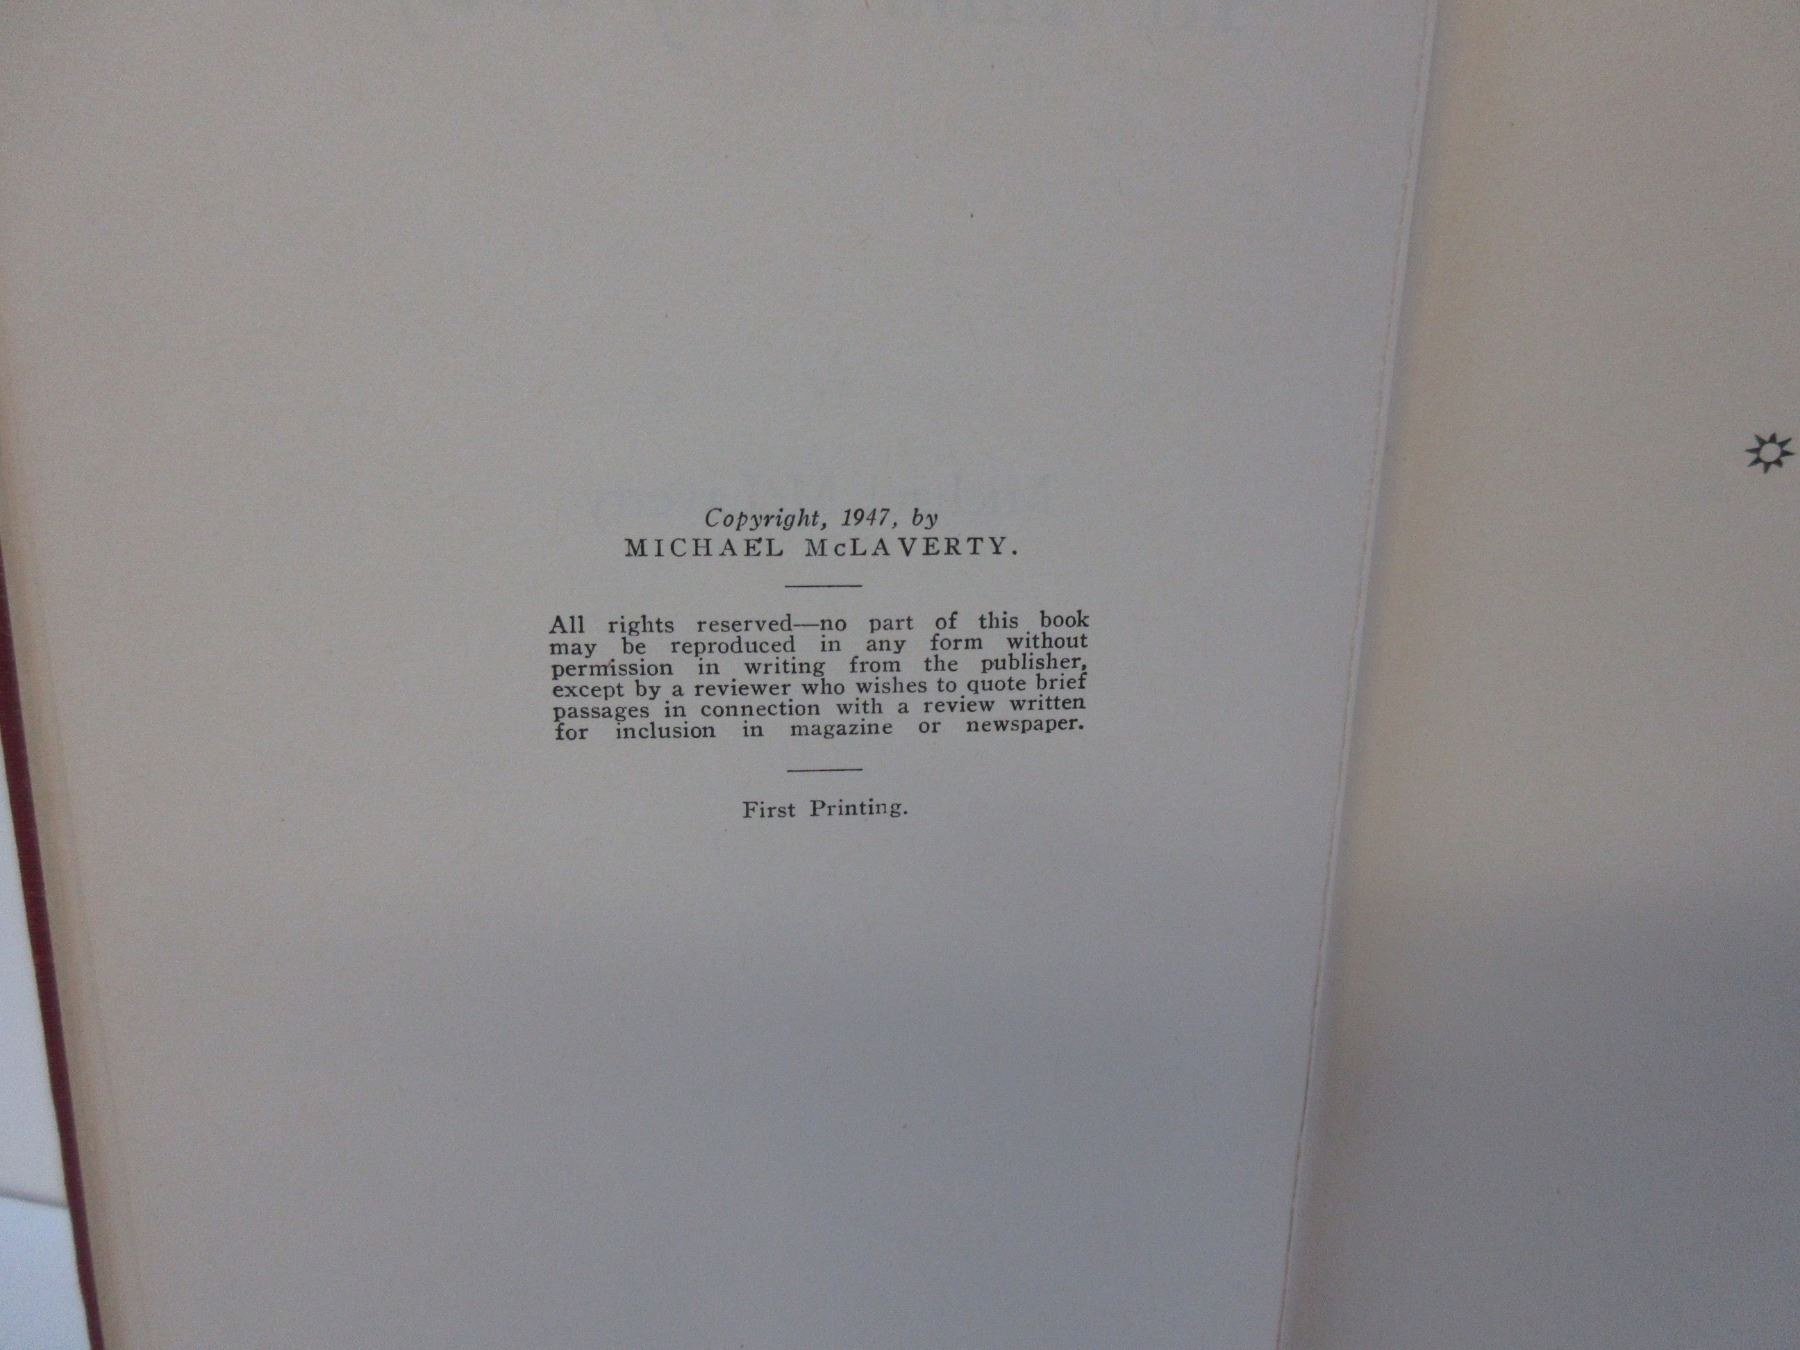 Copyright, 1947, by
MICHAEL McLAVERTY.
All rights reserved—no part of this book
may be reproduced in any form without
permission in writing from the publisher,
except by a reviewer who wishes to quote brief
passages in connection with a review written
for inclusion in magazine or newspaper.
First Printing.